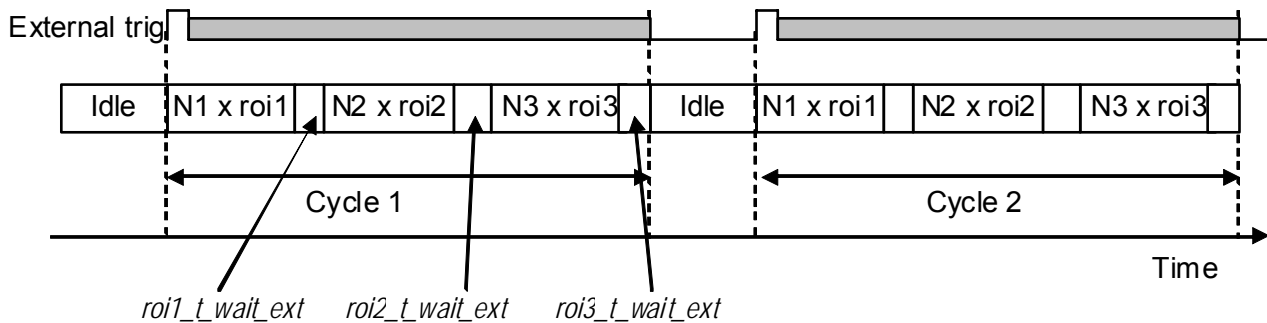 External trig
Idle N1 x roi1 N2 x roi2 N3 x roi3 Idle N1 x roi1 N2 x roi2 N3 x roi3
Cycle 1 Cycle 2
Time
roi1_t_wait_ext roi2_t_wait_ext roi3_t_wait_ext